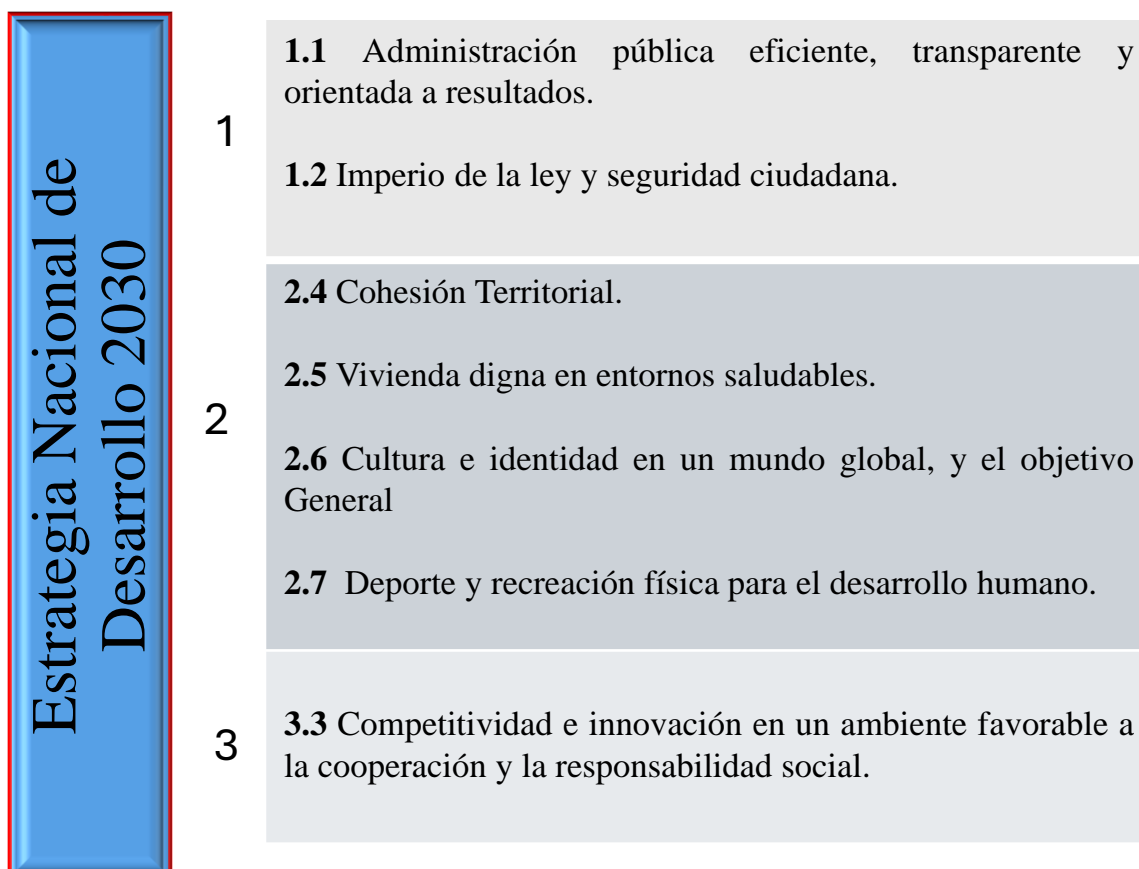 Estrategia Nacional de
Desarrollo 2030
1
1.1 Administración pública eficiente, transparente y
orientada a resultados.
1.2 Imperio de la ley y seguridad ciudadana.
2
2.4 Cohesión Territorial.
2.5 Vivienda digna en entornos saludables.
2.6 Cultura e identidad en un mundo global, y el objetivo
General
2.7 Deporte y recreación física para el desarrollo humano.
3
3.3 Competitividad e innovación en un ambiente favorable a
la cooperación y la responsabilidad social.